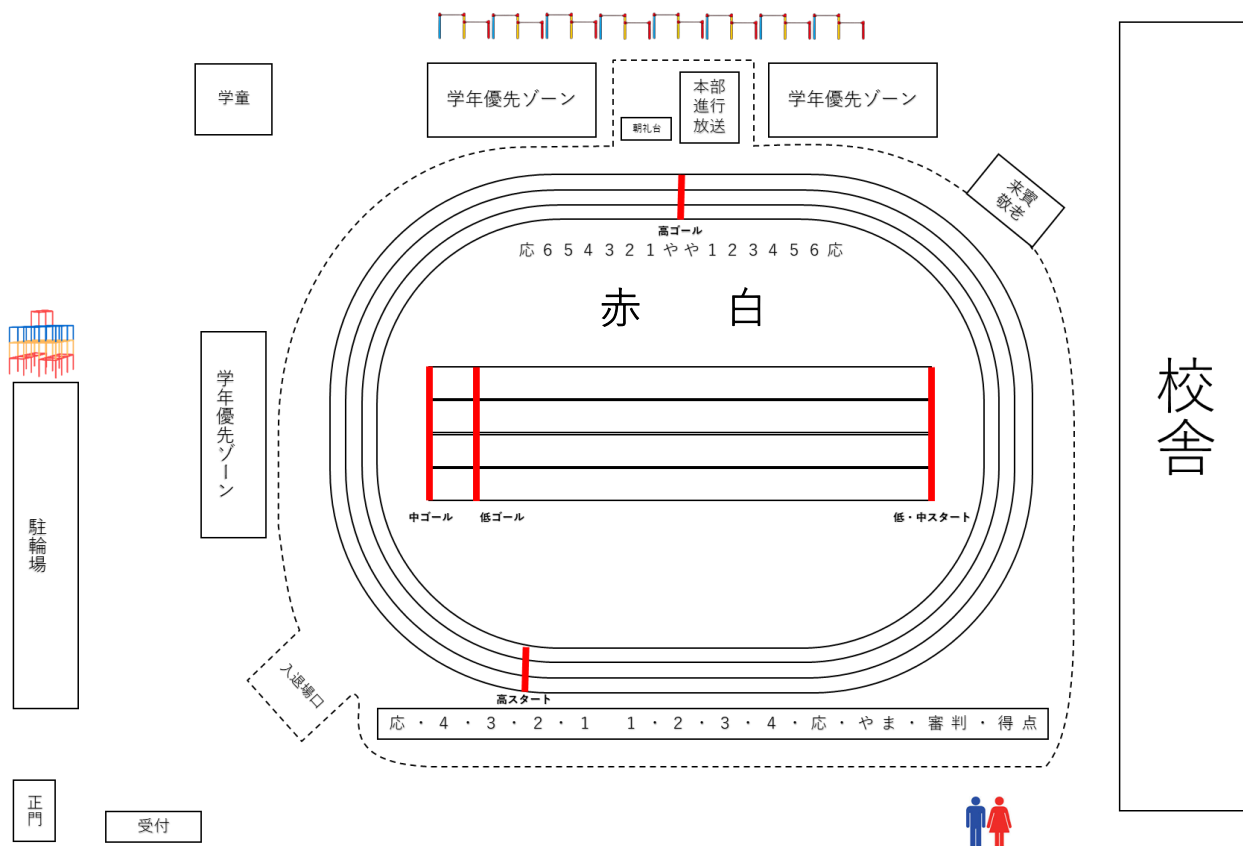 学童
学年優先ゾーン
本部
進行
放送
朝礼台
学年優先ゾーン
来賓
敬老
高ゴール
応６５４３２１やや１２３４５６応
赤 白
学年優先ゾーン
校舎
中ゴール
低ゴール
低・中スタート
駐輪場
入退場口
高スタート
応・４・３・２・１ １・２・３・４・応・やま・審判・得点
正門
受付